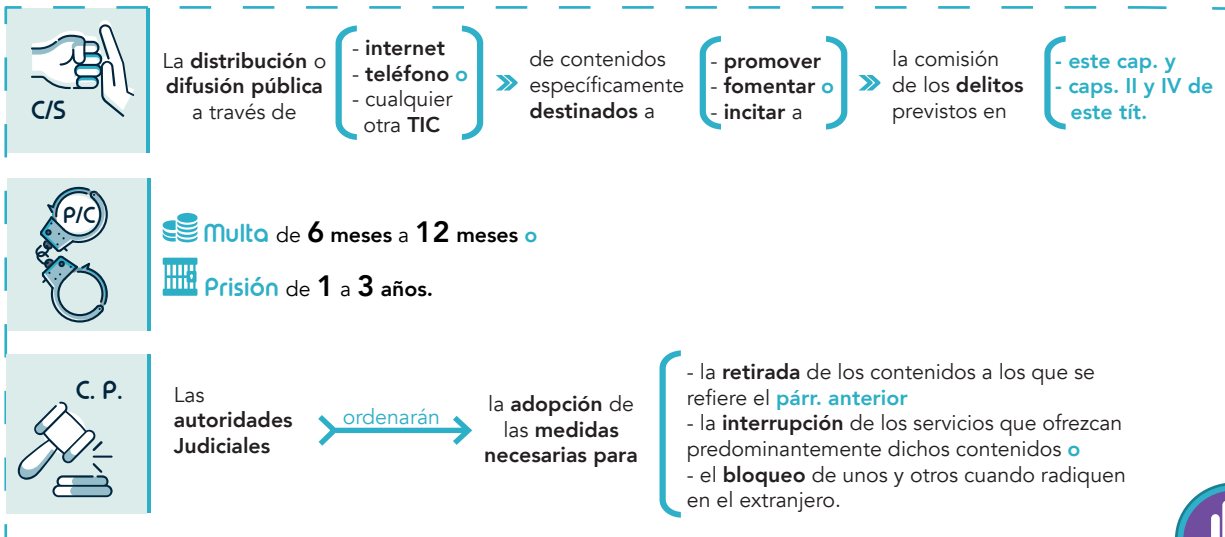 C/S
La distribución o
difusión pública
a través de
- internet
- teléfono o
- cualquier
otra TIC
de contenidos
específicamente
destinados a
- promover
- fomentar o
- incitar a
la comisión
de los delitos
previstos en
- este cap. y
- caps. II y IV de
este tít.
P/C
Multa de 6 meses a 12 meses o
Prisión de 1 a 3 años.
C. P.
Las
autoridades
Judiciales
ordenarán
la adopción de
las medidas
necesarias para
- la retirada de los contenidos a los que se
refiere el párr. anterior
- la interrupción de los servicios que ofrezcan
predominantemente dichos contenidos o
- el bloqueo de unos y otros cuando radiquen
en el extranjero.